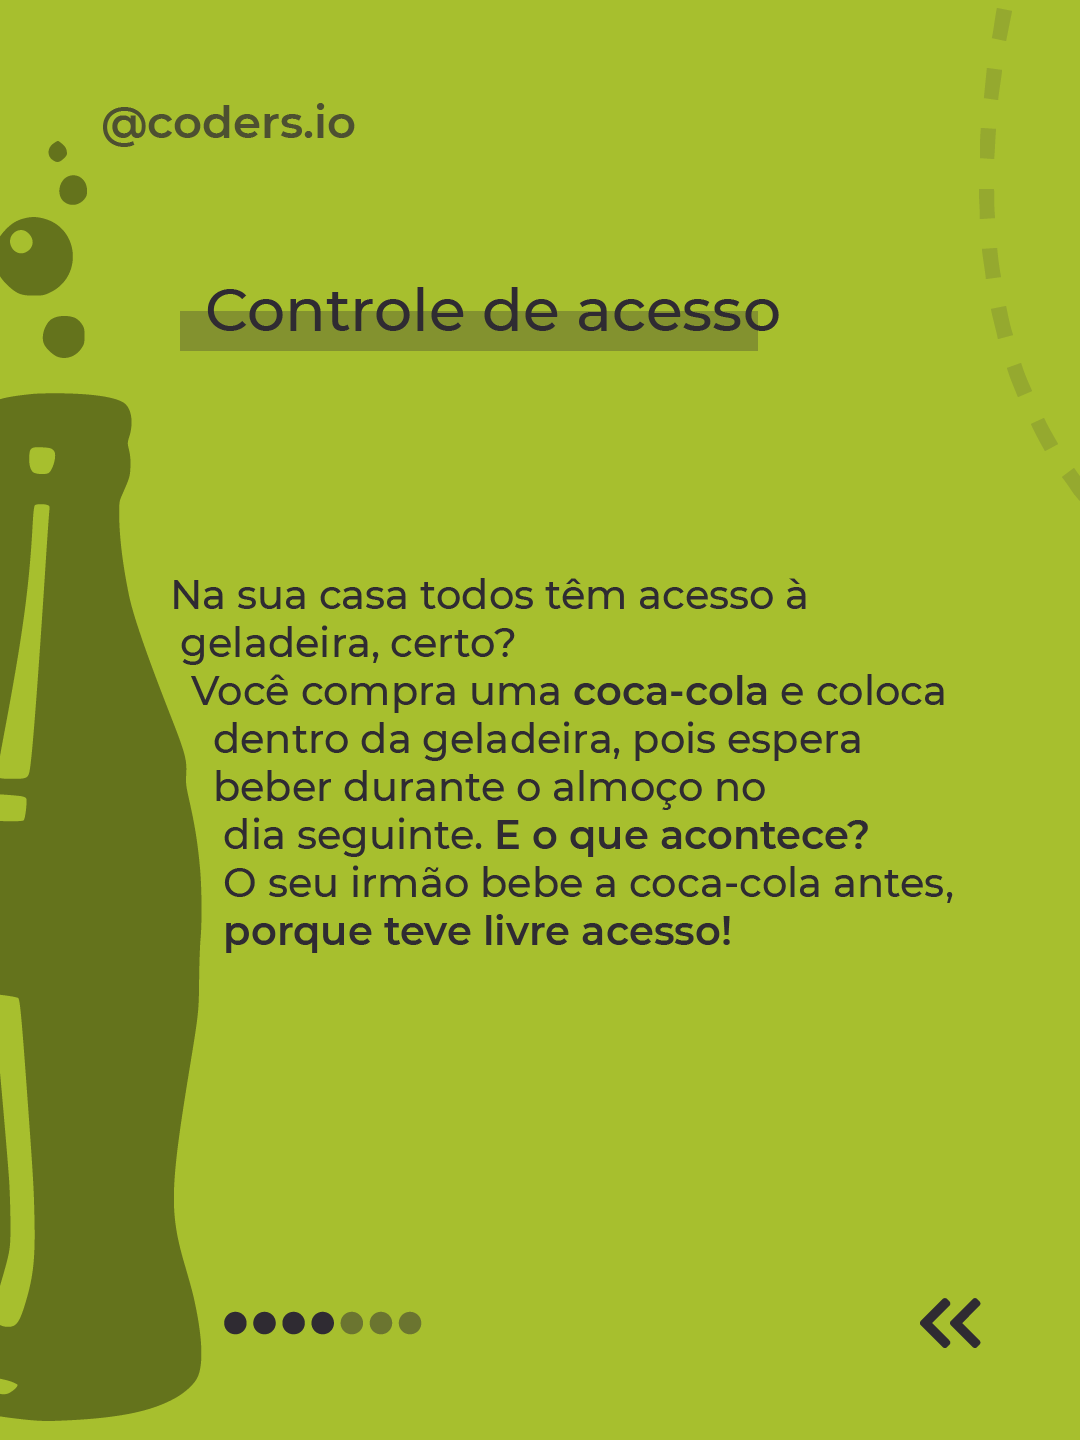 @coders.io
Controle de acesso
Na sua casa todos têm acesso à
geladeira, certo?
Você compra uma coca-cola e coloca
dentro da geladeira, pois espera
beber durante o almoço no
dia seguinte. E o que acontece?
O seu irmão bebe a coca-cola antes,
porque teve livre acesso!